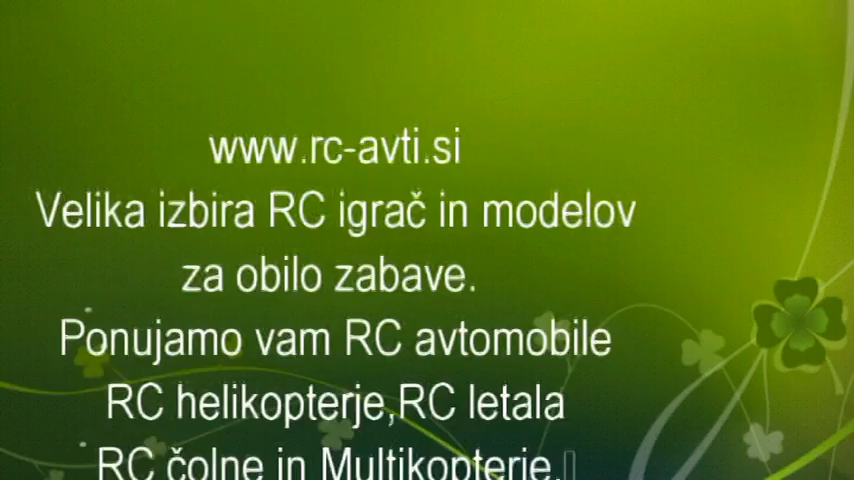 www.rc-avti.si
Velika izbira RC igrač in modelov
za obilo zabave.
Ponujamo vam RC avtomobile
RC helikopterje,RC letala
RC čolne in Multikopterje.